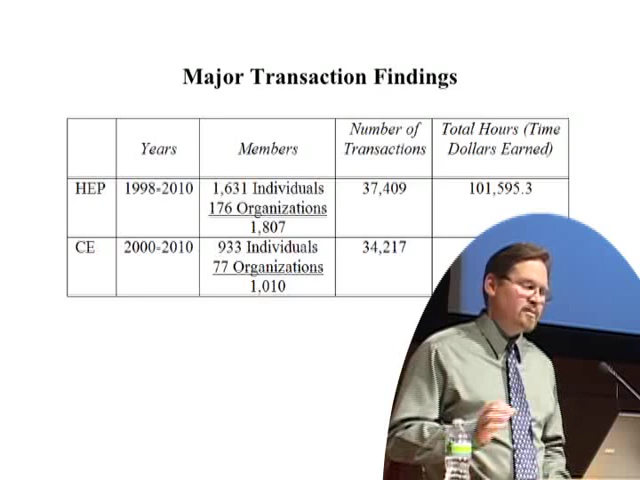 Major Transaction Findings
Years
Members
Number of
Transactions
Total Hours (Time
Dollars Earned)
HEP
1998-2010
1,631 Individuals
176 Organizations
1,807
37,409
101,595.3
CE
2000-2010
933 Individuals
77 Organizations
1,010
34,217